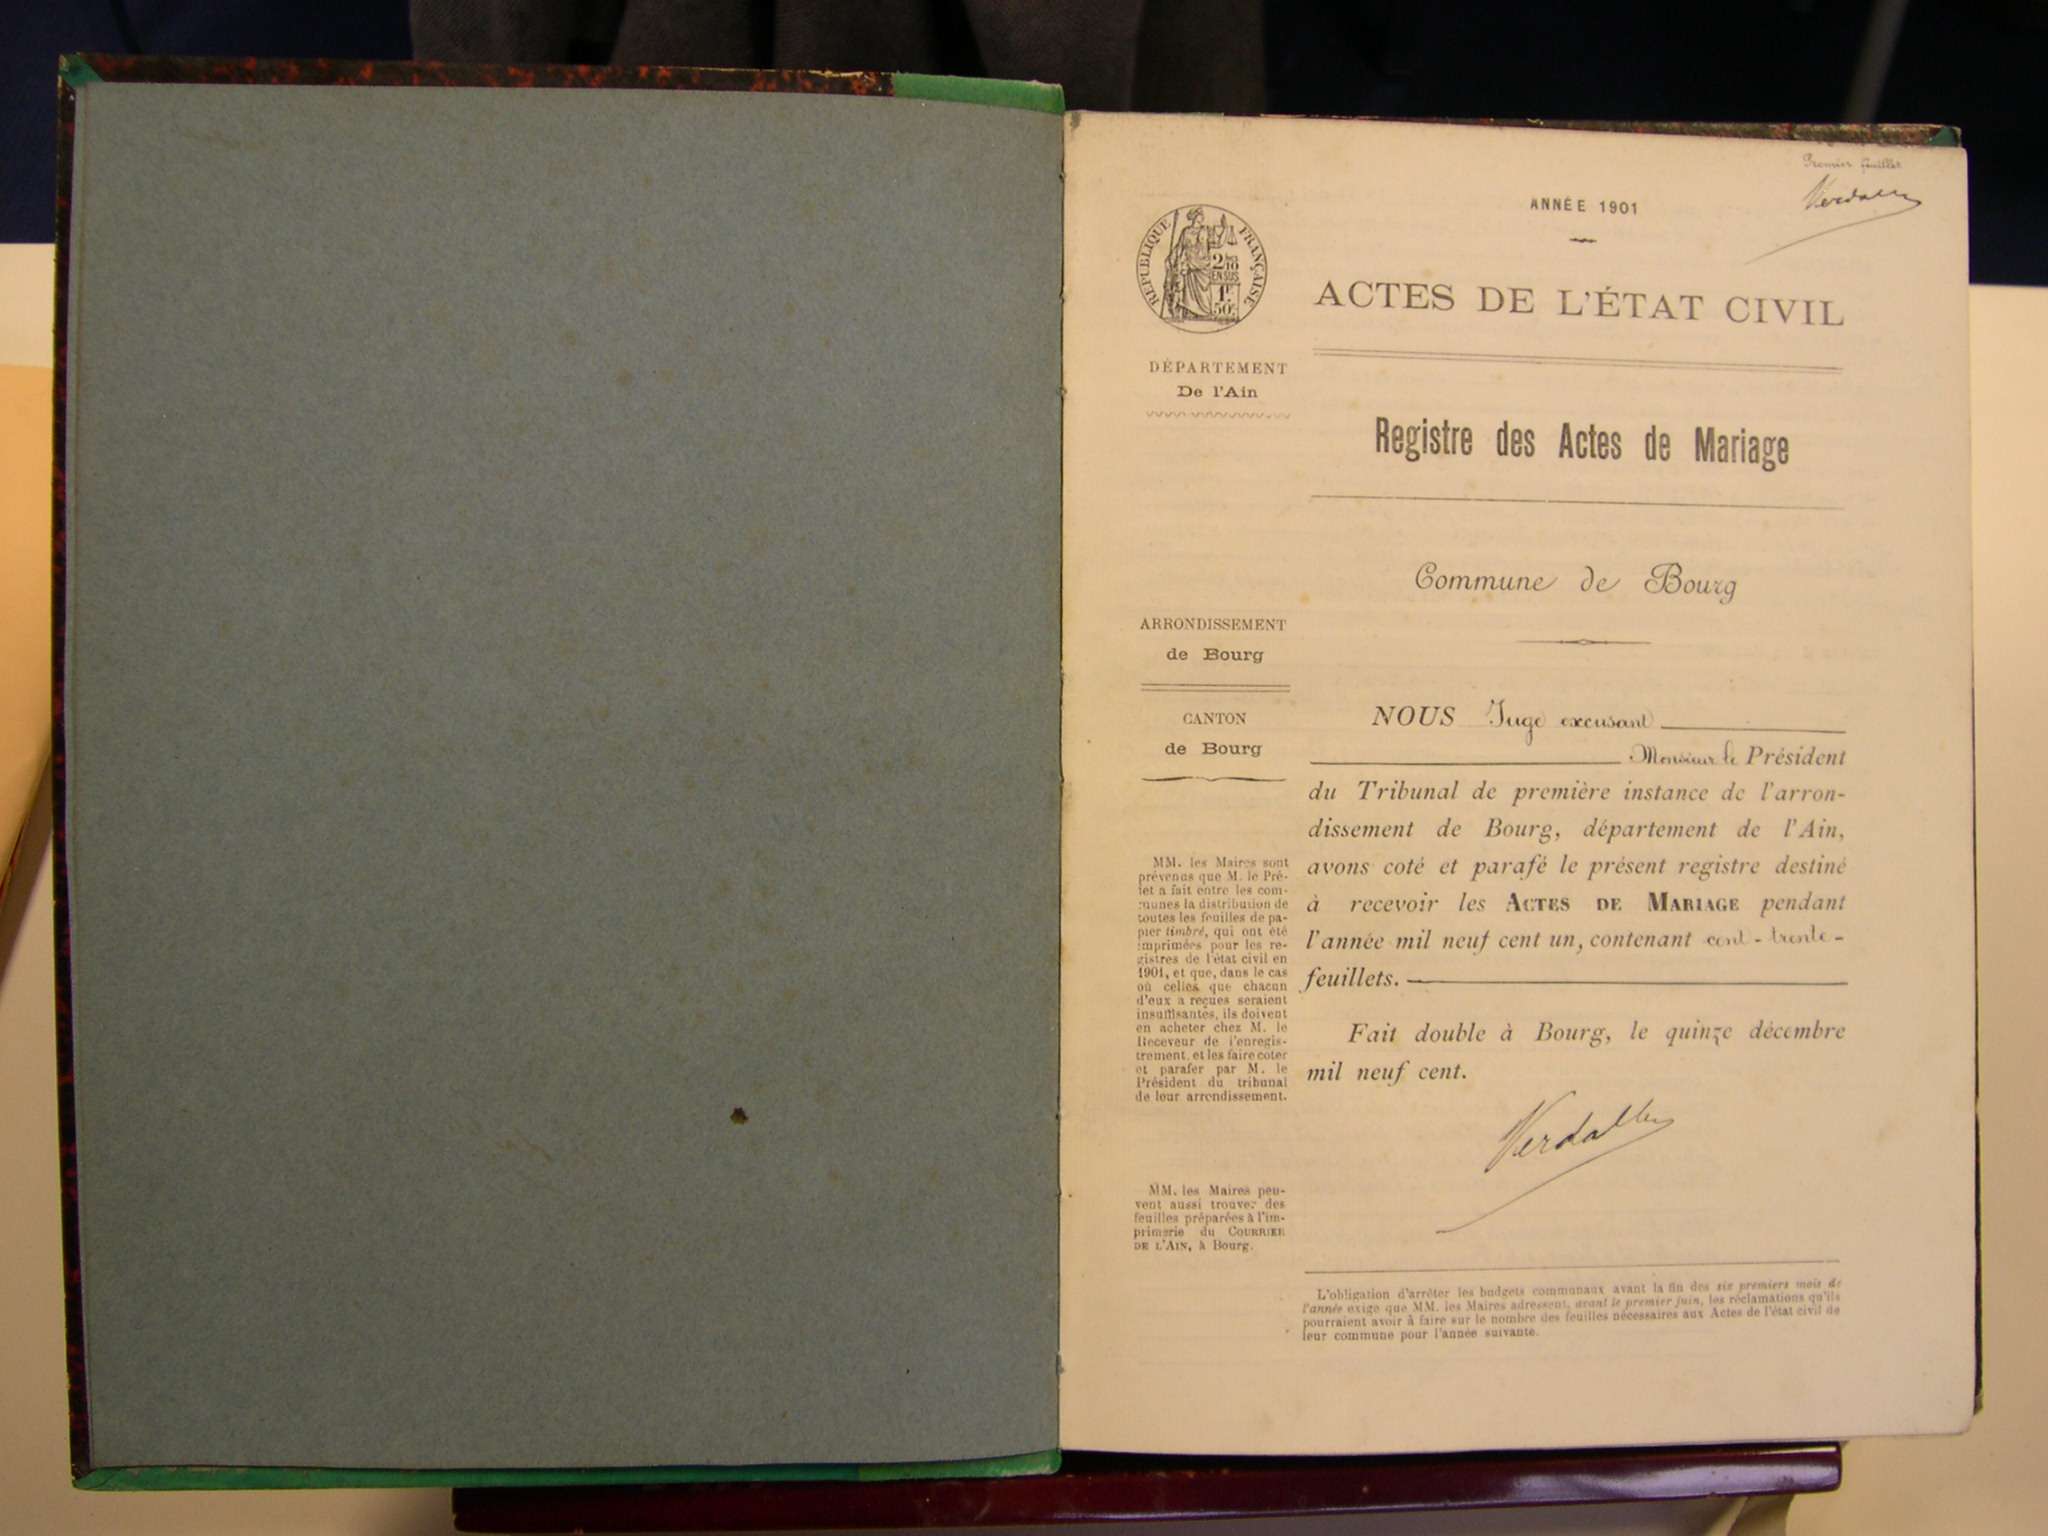 Premier feuillet
ANNÉE 1901
RÉPUBLIQUE FRANÇAISE
2/10
EN SUS
1F
50c
ACTES DE L'ÉTAT CIVIL
DÉPARTEMENT
De l'Ain
Registre des Actes de Mariage
Commune de Bourg
ARRONDISSEMENT
de Bourg
CANTON
de Bourg
NOUS Juge excusant
Monsieur le Président
du Tribunal de première instance de l'arron-
dissement de Bourg, département de l'Ain,
avons coté et parafé le présent registre destiné
à recevoir les ACTES DE MARIAGE pendant
l'année mil neuf cent un, contenant cent-trente-
feuillets.
Fait double à Bourg, le quinze décembre
mil neuf cent.
MM. les Maires sont
prévenus que M. le Pré-
fet a fait entre les com-
munes la distribution de
toutes les feuilles de pa-
pier timbré, qui ont été
imprimées pour les re-
gistres de l'état civil en
1901, et que, dans le cas
où celles que chacun
d'eux a reçues seraient
insuffisantes, ils doivent
en acheter chez M. le
Receveur de l'enregis-
trement, et les faire coter
et parafer par M. le
Président du tribunal
de leur arrondissement.
MM. les Maires peu-
vent aussi trouver des
feuilles préparées à l'im-
primerie du COURRIER
DE L'AIN, à Bourg.
L'obligation d'arrêter les budgets communaux avant la fin des six premiers mois de
l'année exige que MM. les Maires adressent, avant le premier juin, les réclamations qu'ils
pourraient avoir à faire sur le nombre des feuilles nécessaires aux Actes de l'état civil de
leur commune pour l'année suivante.